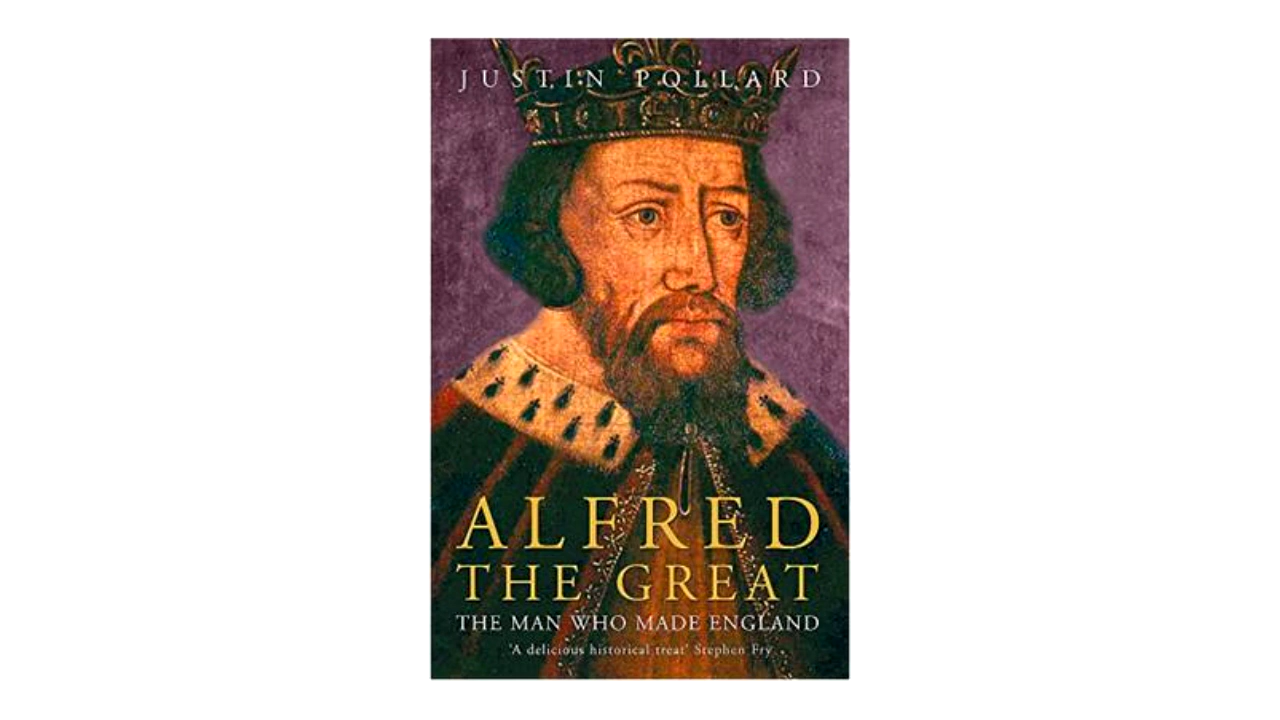 JUSTIN POLLARD
ALFRED
THE GREAT
THE MAN WHO MADE ENGLAND
'A delicious historical treat' Stephen Fry